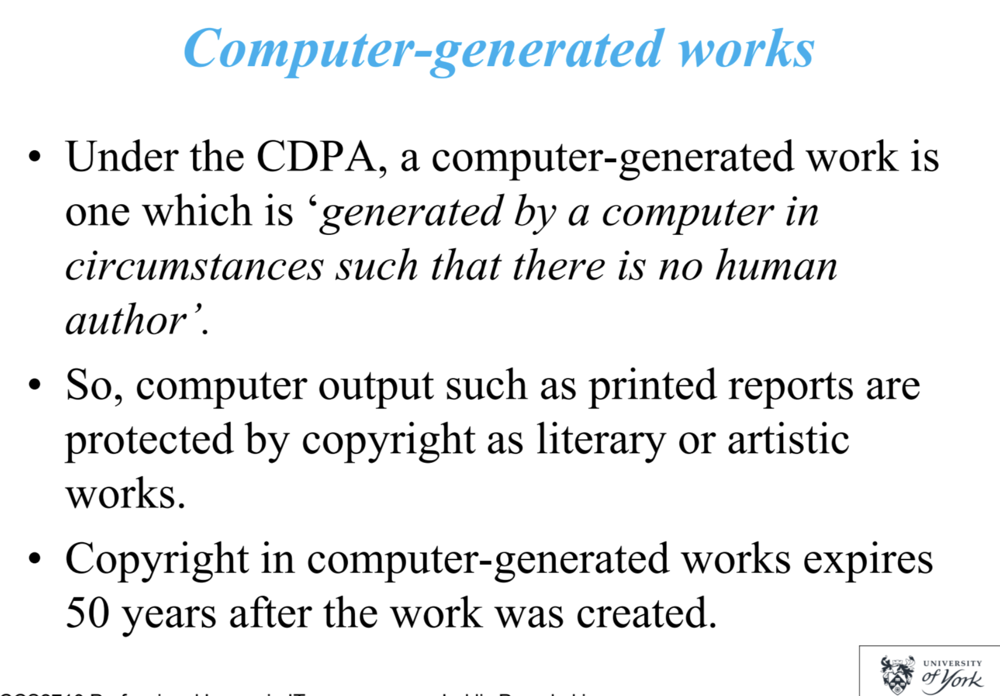 Computer-generated works
• Under the CDPA, a computer-generated work is
one which is ‘generated by a computer in
circumstances such that there is no human
author’.
• So, computer output such as printed reports are
protected by copyright as literary or artistic
works.
• Copyright in computer-generated works expires
50 years after the work was created.
UNIVERSITY
of York